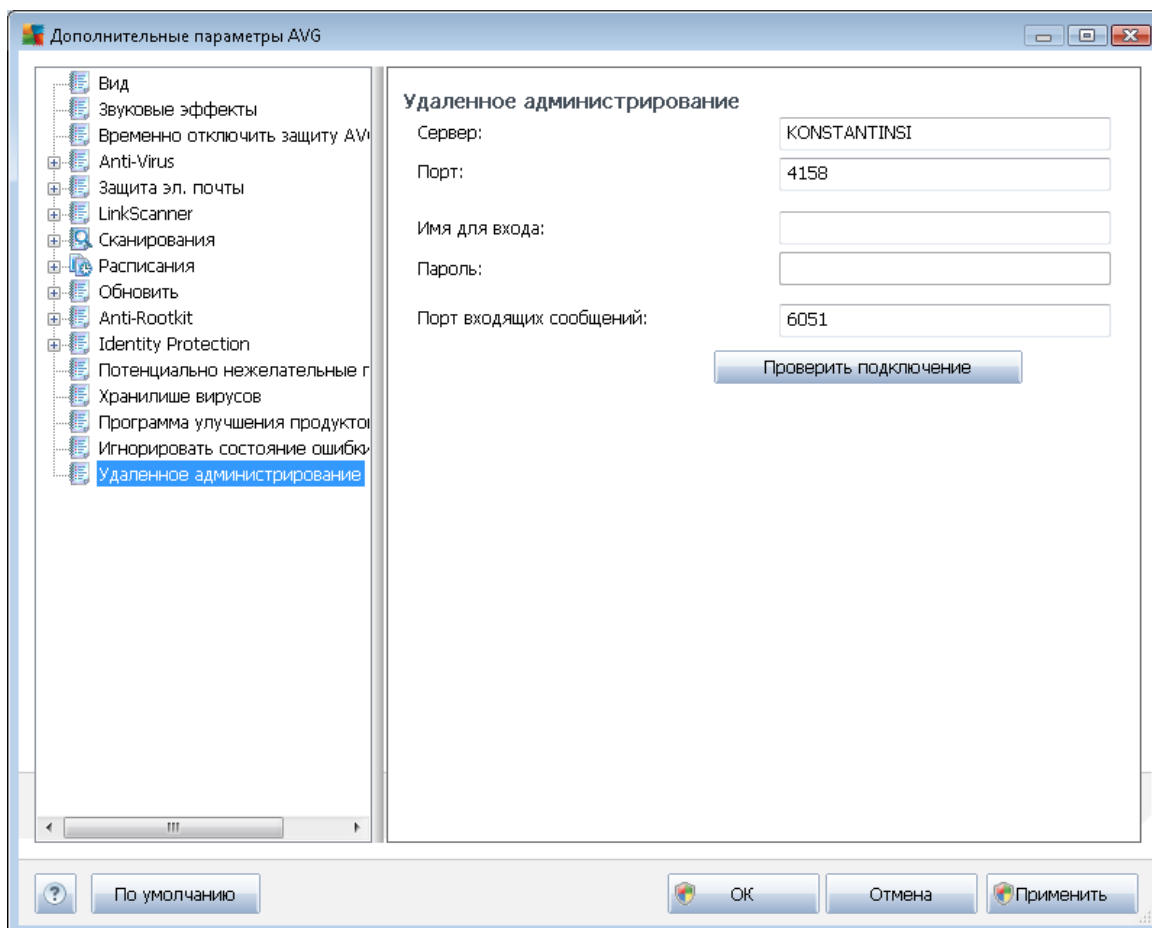 Дополнительные параметры AVG
Вид
Звуковые эффекты
Временно отключить защиту AV
Anti-Virus
Защита эл. почты
LinkScanner
Сканирования
Расписания
Обновить
Anti-Rootkit
Identity Protection
Потенциально нежелательные г
Хранилише вирусов
Программа улучшения продукто
Игнорировать состояние ошибки
Удаленное администрирование
Удаленное администрирование
Сервер: KONSTANTINSI
Порт: 4158
Имя для входа:
Пароль:
Порт входящих сообщений: 6051
Проверить подключение
? По умолчанию ОК Отмена Применить